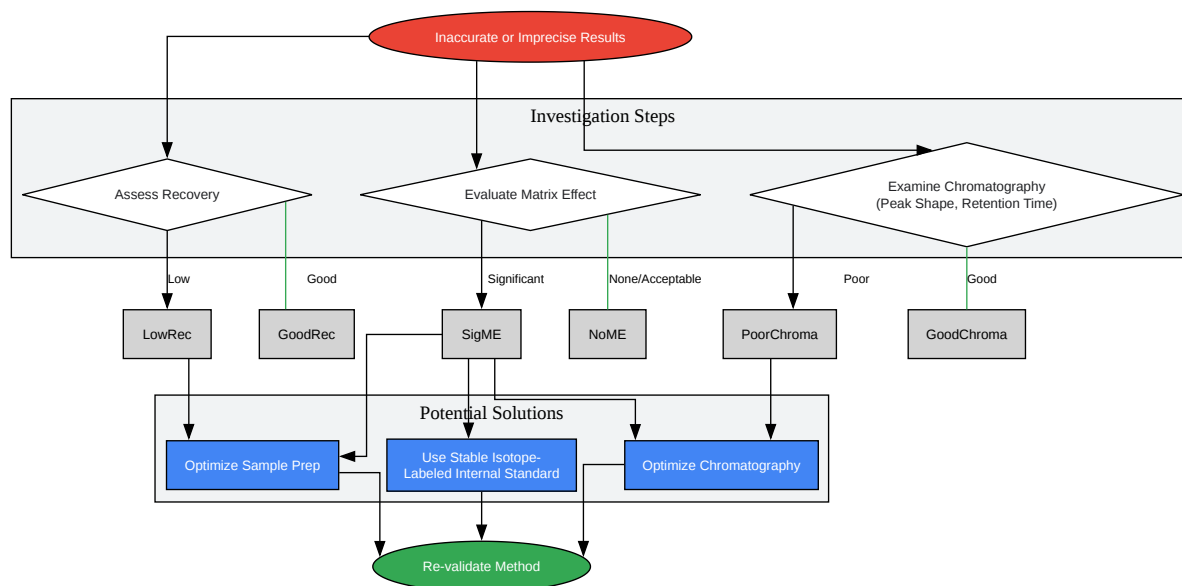 Inaccurate or Imprecise Results
Investigation Steps
Assess Recovery
Evaluate Matrix Effect
Examine Chromatography
(Peak Shape, Retention Time)
Low
Good
Significant
None/Acceptable
Poor
Good
LowRec
GoodRec
SigME
NoME
PoorChroma
GoodChroma
Potential Solutions
Optimize Sample Prep
Use Stable Isotope-
Labeled Internal Standard
Optimize Chromatography
Re-validate Method